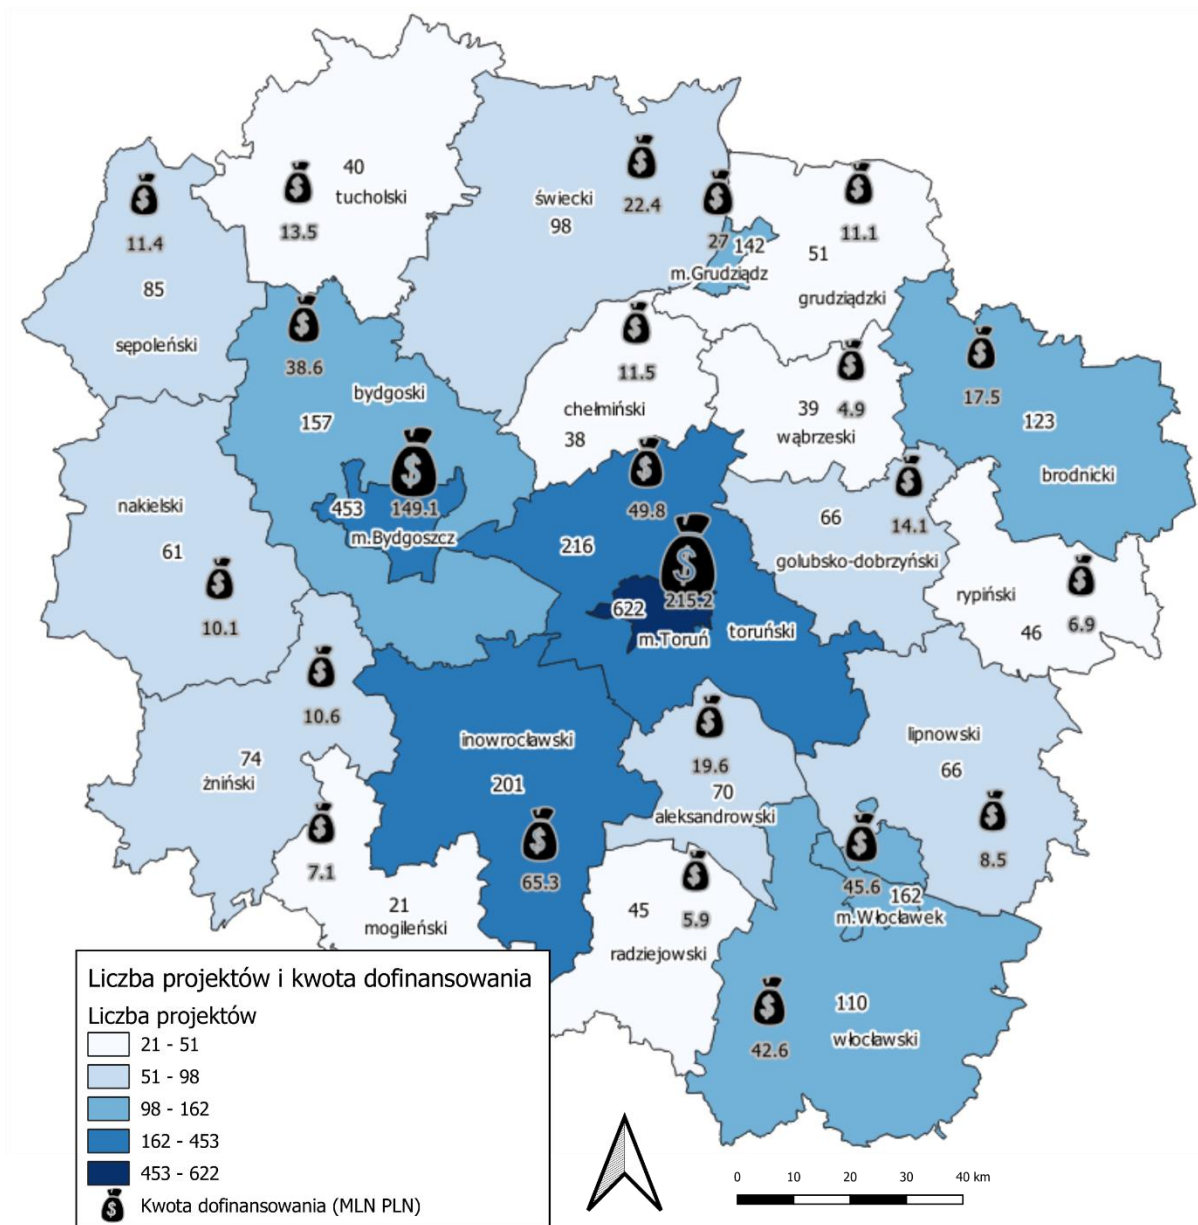 40
tucholski
13.5
świecki
98
22.4
27
142
m.Grudziądz
11.1
51
grudziądzki
11.4
85
sępoleński
38.6
bydgoski
157
11.5
chełmiński
38
39
4.9
wąbrzeski
17.5
123
brodnicki
nakielski
61
10.1
453
149.1
m.Bydgoszcz
49.8
216
622
215.2
m.Toruń
toruński
66
14.1
golubsko-dobrzyński
rypiński
46
6.9
10.6
74
żniński
inowrocławski
201
65.3
19.6
70
aleksandrowski
lipnowski
66
8.5
7.1
21
mogileński
45
5.9
radziejowski
45.6
162
m.Włocławek
110
włocławski
42.6
Liczba projektów i kwota dofinansowania
Liczba projektów
21 - 51
51 - 98
98 - 162
162 - 453
453 - 622
Kwota dofinansowania (MLN PLN)
0 10 20 30 40 km